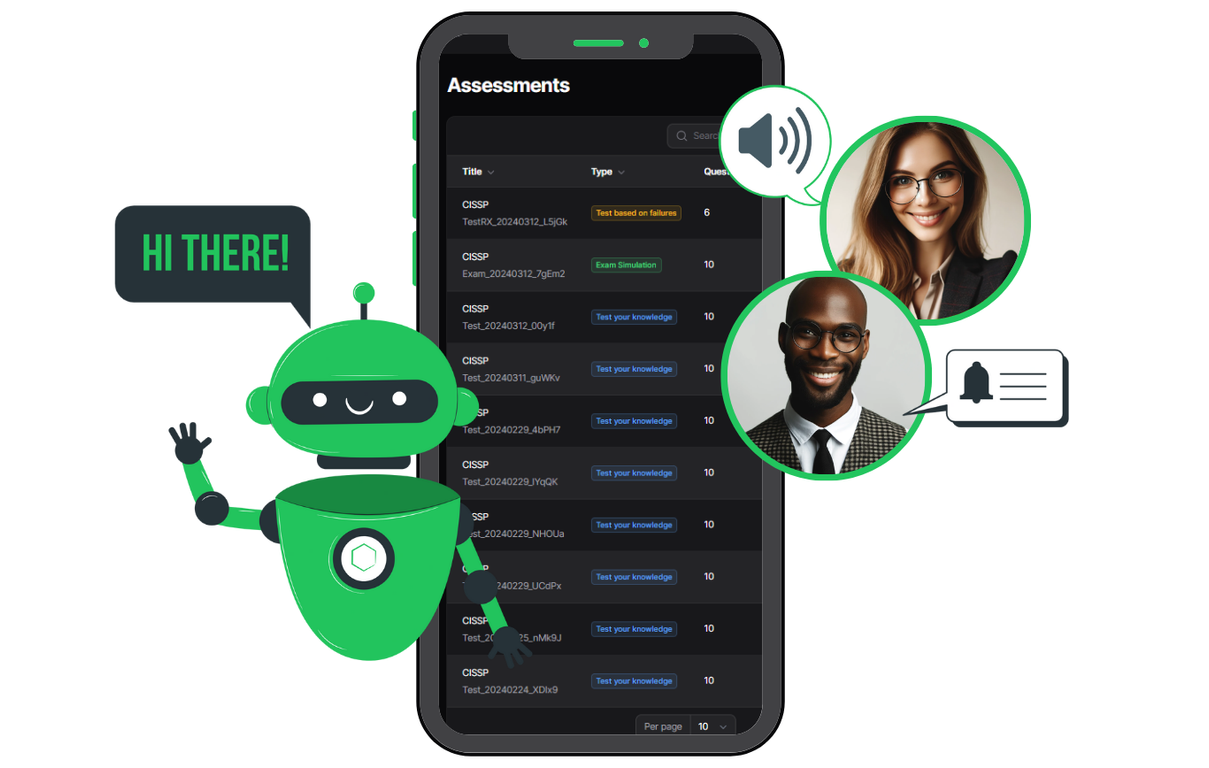 HI THERE!
Assessments
Title Type
CISSP
TestRX_20240312_L5jGk Test based on failures 6
CISSP
Exam_20240312_7gEm2 Exam Simulation 10
CISSP
Test_20240312_00y1f Test your knowledge 10
CISSP
Test_20240311_guWKv Test your knowledge 10
CISSP
Test_20240229_4bPH7 Test your knowledge 10
CISSP
Test your knowledge 10
Test your knowledge 10
Test your knowledge 10
CISSP
Test your knowledge 10
CISSP
Test_20240224_XDIx9 Test your knowledge 10
Per page 10